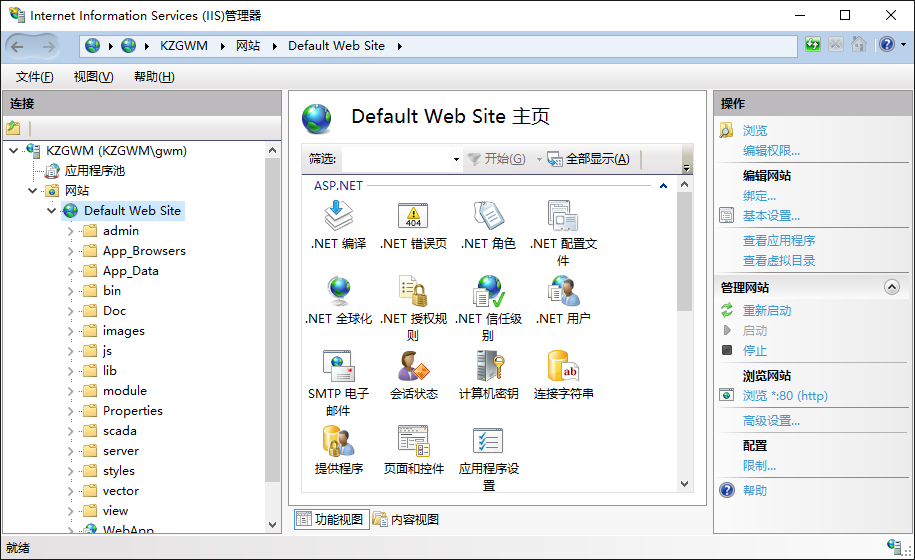 Internet Information Services (IIS)管理器
KZGWM
网站
Default Web Site
文件(F)
视图(V)
帮助(H)
连接
KZGWM (KZGWM\gwm)
应用程序池
网站
Default Web Site
admin
App_Browsers
App_Data
bin
Doc
images
js
lib
module
Properties
scada
server
styles
vector
view
WebApp
Default Web Site 主页
筛选:
开始(G)
全部显示(A)
ASP.NET
.NET 编译
404
.NET 错误页
.NET 角色
.NET 配置文
件
.NET 全球化
.NET 授权规
则
.NET 信任级
别
.NET 用户
SMTP 电子
邮件
会话状态
计算机密钥
ab
连接字符串
提供程序
页面和控件
应用程序设
置
功能视图
内容视图
操作
浏览
编辑权限...
编辑网站
绑定...
基本设置...
查看应用程序
查看虚拟目录
管理网站
重新启动
启动
停止
浏览网站
浏览 *:80 (http)
高级设置...
配置
限制...
帮助
就绪